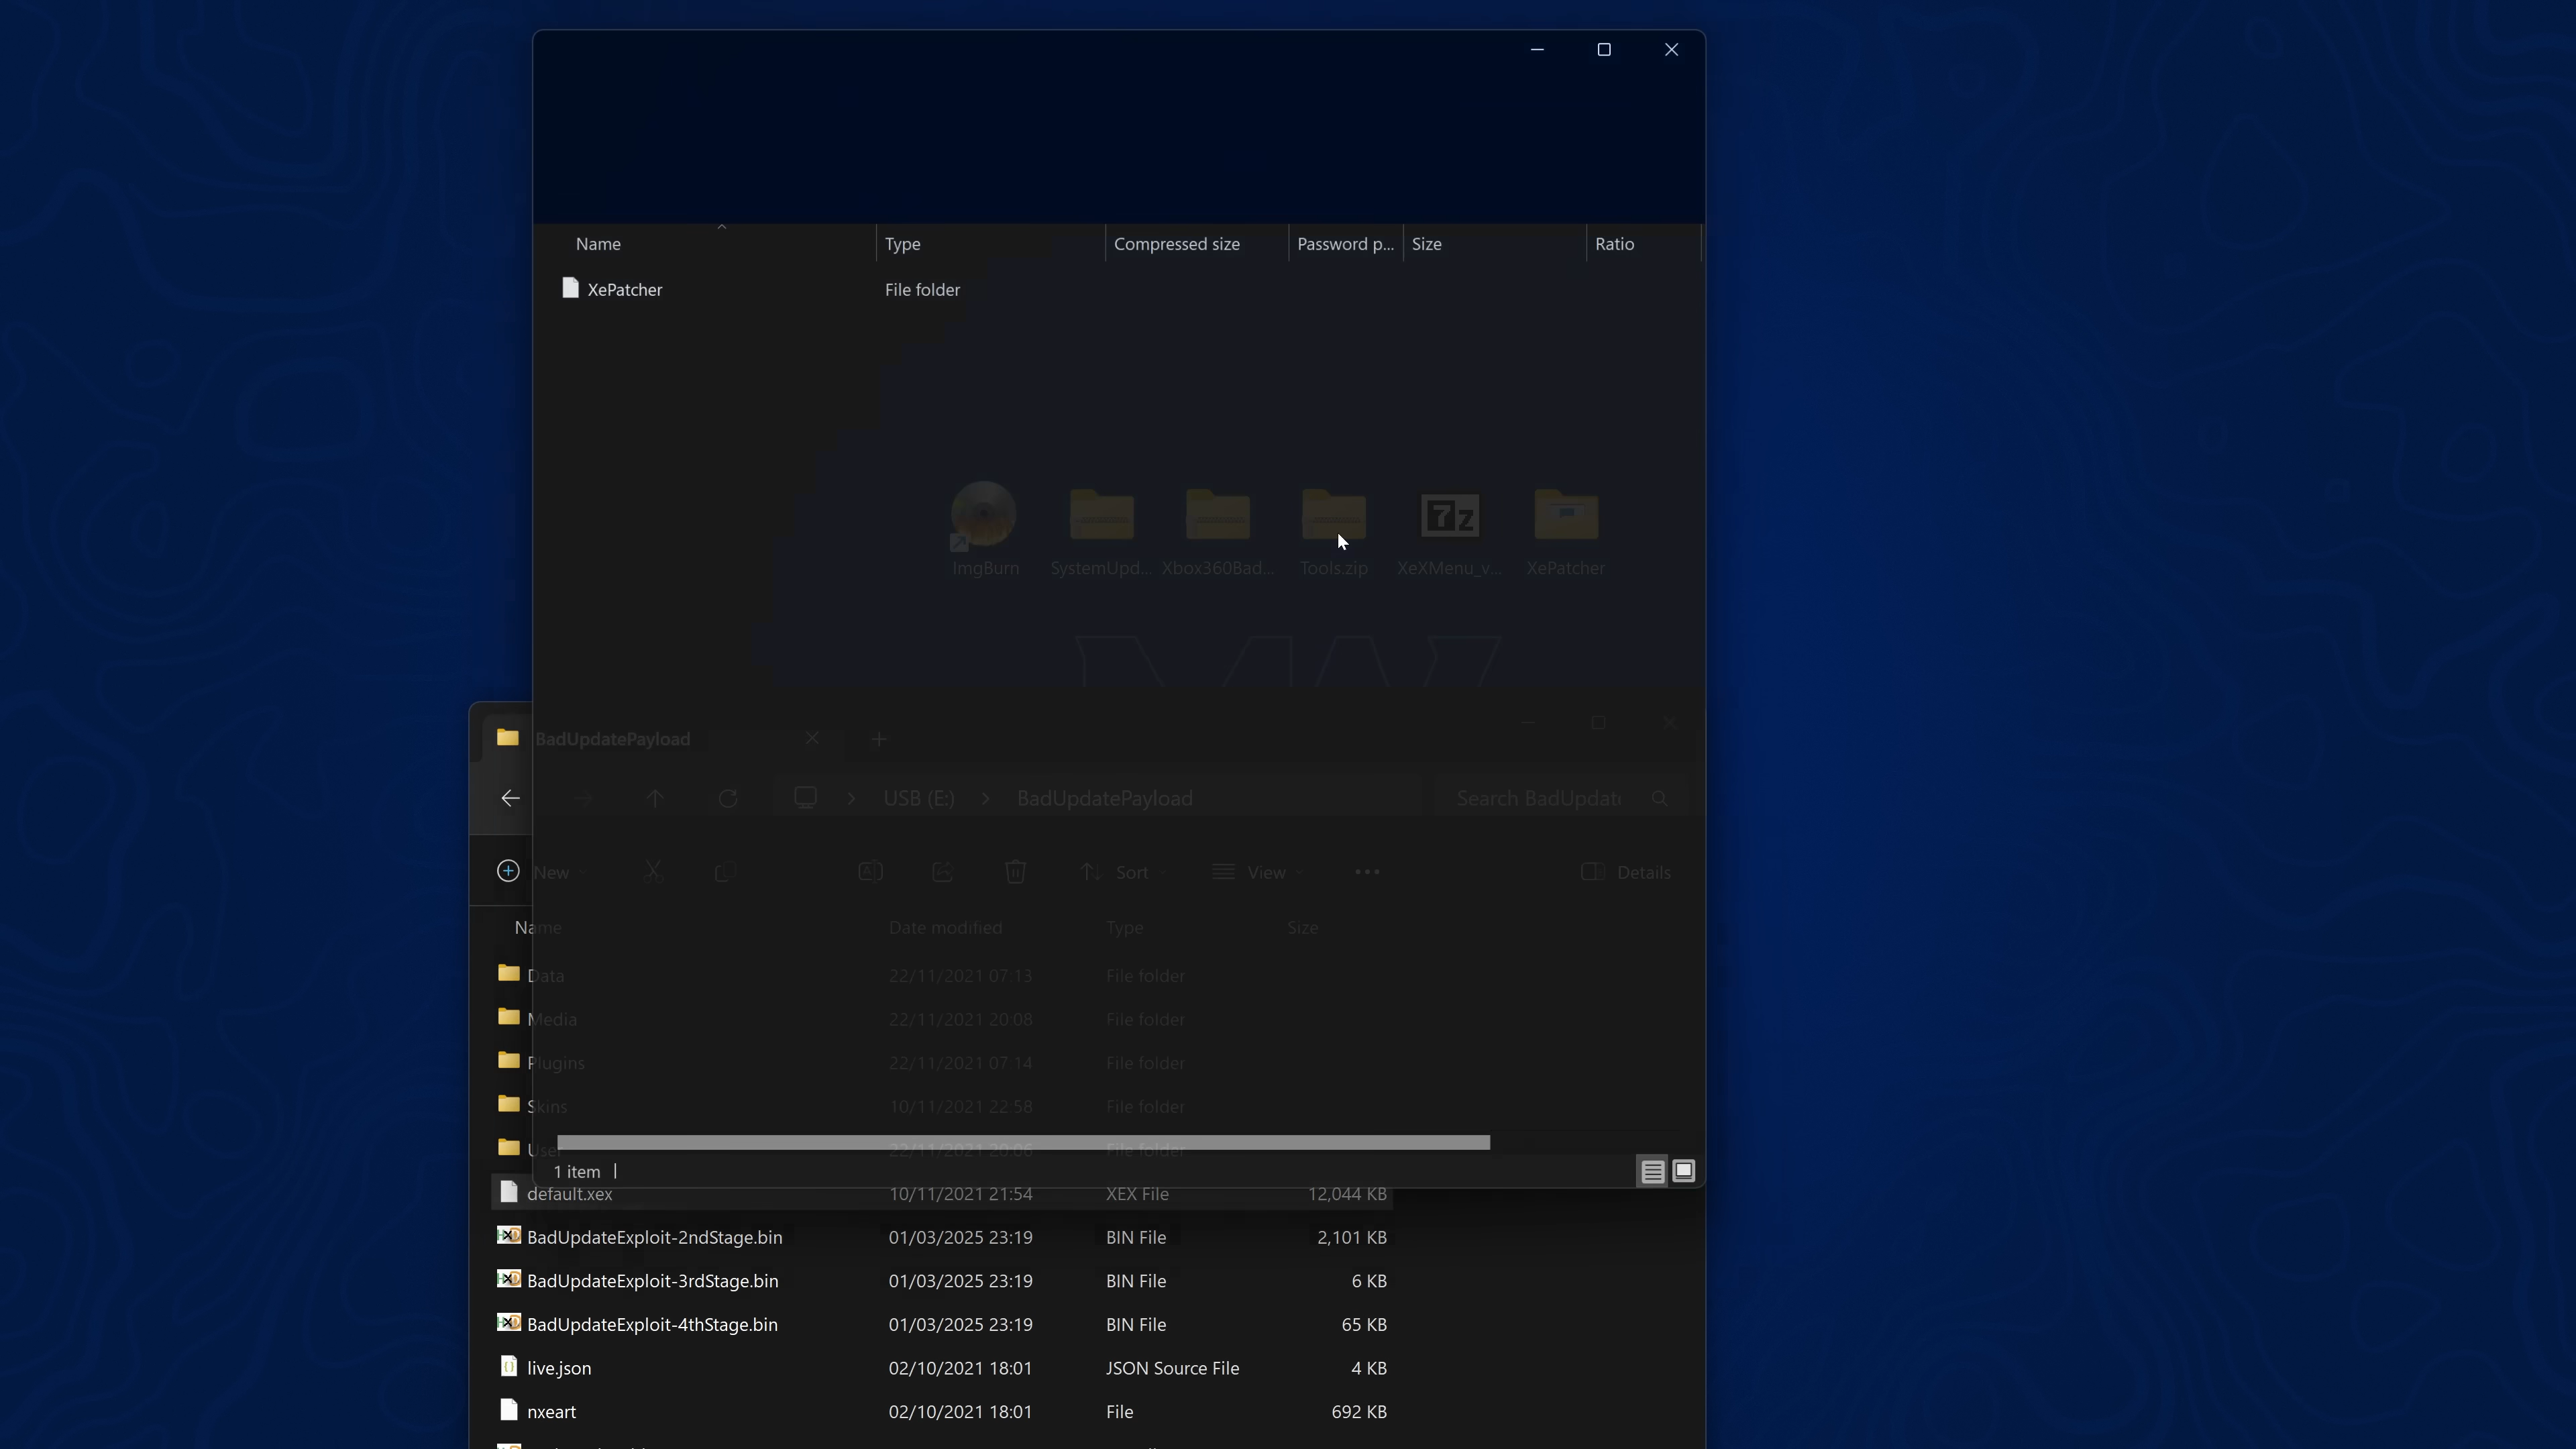 Name Type Compressed size Password p... Size Ratio
XePatcher File folder
ImgBurn SystemUpd... Xbox360Bad... Tools.zip XeXMenu_v... XePatcher
BadUpdatePayload
USB (E:) BadUpdatePayload Search BadUpdat
New Sort View Details
Name Date modified Type Size
Data 22/11/2021 07:13 File folder
Media 22/11/2021 20:08 File folder
Plugins 22/11/2021 07:14 File folder
Skins 10/11/2021 22:58 File folder
User 22/11/2021 20:06 File folder
1 item
default.xex 10/11/2021 21:54 XEX File 12,044 KB
BadUpdateExploit-2ndStage.bin 01/03/2025 23:19 BIN File 2,101 KB
BadUpdateExploit-3rdStage.bin 01/03/2025 23:19 BIN File 6 KB
BadUpdateExploit-4thStage.bin 01/03/2025 23:19 BIN File 65 KB
live.json 02/10/2021 18:01 JSON Source File 4 KB
nxeart 02/10/2021 18:01 File 692 KB